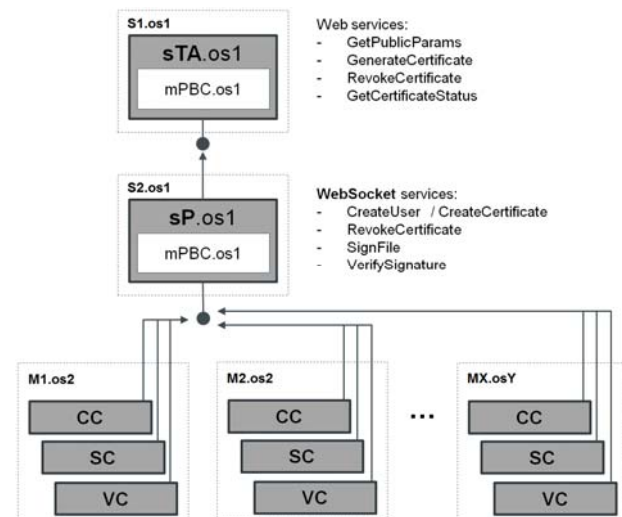 S1.os1
sTA.os1
mPBC.os1
Web services:
- GetPublicParams
- GenerateCertificate
- RevokeCertificate
- GetCertificateStatus
S2.os1
sP.os1
mPBC.os1
WebSocket services:
- CreateUser / CreateCertificate
- RevokeCertificate
- SignFile
- VerifySignature
M1.os2
CC
SC
VC
M2.os2
CC
SC
VC
...
MX.osY
CC
SC
VC